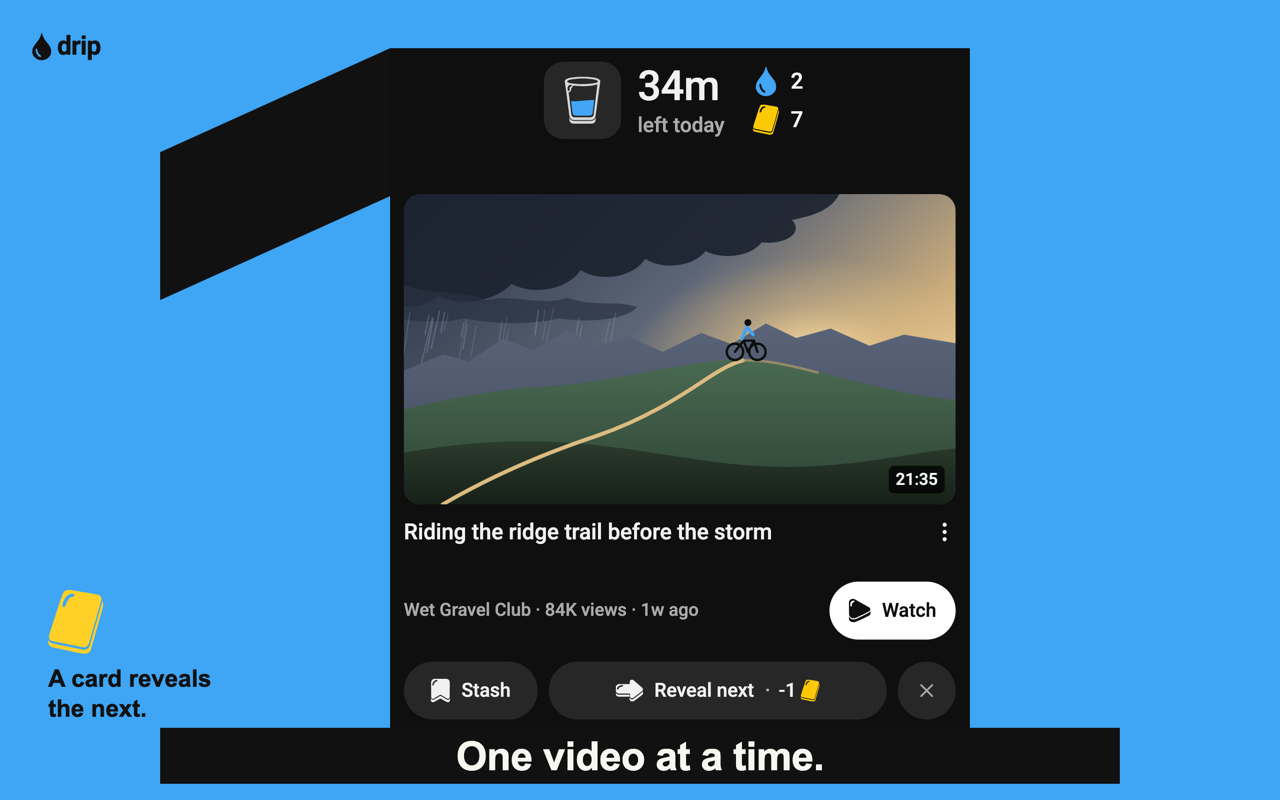 drip
34m
left today
2
7
21:35
Riding the ridge trail before the storm
Wet Gravel Club · 84K views · 1w ago
Watch
Stash
Reveal next · -1
A card reveals
the next.
One video at a time.